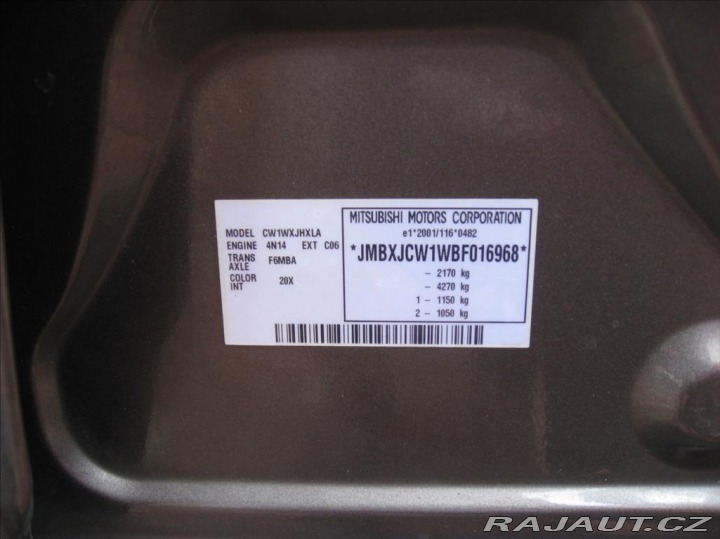 MODEL CW1WXJHXLA
ENGINE 4N14 EXT C06
TRANS AXLE F6MBA
COLOR INT 20X
MITSUBISHI MOTORS CORPORATION
e1*2001/116*0482
*JMBXJCW1WBF016968*
- 2170 kg
- 4270 kg
1 - 1150 kg
2 - 1050 kg
RAJAUT.CZ